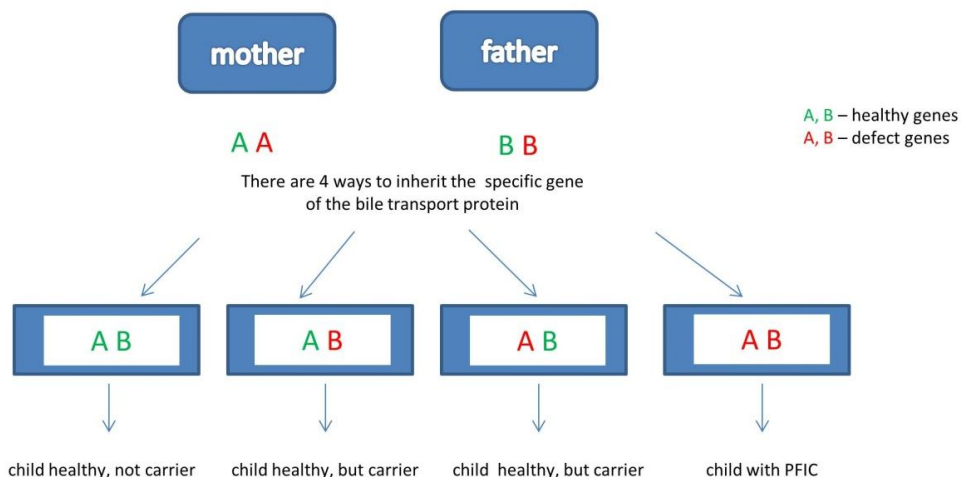 mother
father
A A
B B
A, B – healthy genes
A, B – defect genes
There are 4 ways to inherit the specific gene
of the bile transport protein
A B
A B
A B
A B
child healthy, not carrier
child healthy, but carrier
child healthy, but carrier
child with PFIC